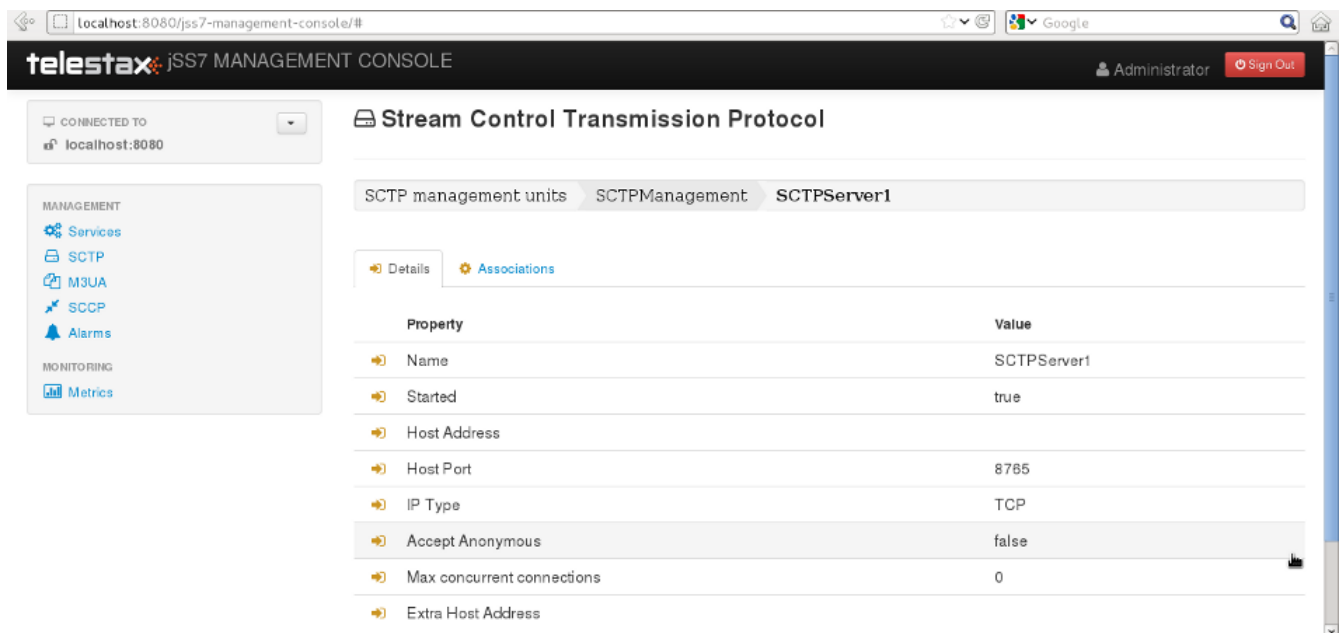 localhost:8080/jss7-management-console/#
Google
telestax jSS7 MANAGEMENT CONSOLE
Administrator
Sign Out
CONNECTED TO
localhost:8080
Stream Control Transmission Protocol
SCTP management units SCTPManagement SCTPServer1
MANAGEMENT
Services
SCTP
M3UA
SCCP
Alarms
MONITORING
Metrics
Details Associations
Property Value
Name SCTPServer1
Started true
Host Address
Host Port 8765
IP Type TCP
Accept Anonymous false
Max concurrent connections 0
Extra Host Address